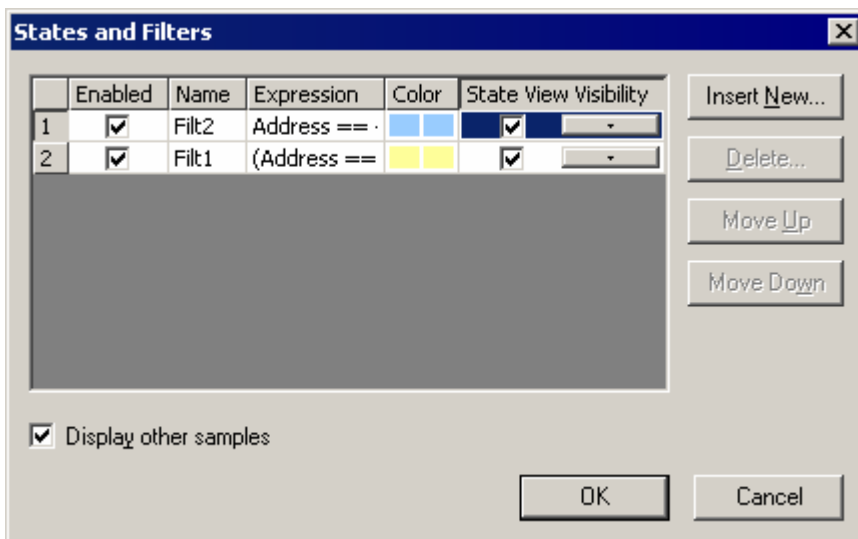 States and Filters
Enabled Name Expression Color State View Visibility
1 Filt2 Address ==
2 Filt1 (Address ==
Insert New...
Delete...
Move Up
Move Down
Display other samples
OK Cancel